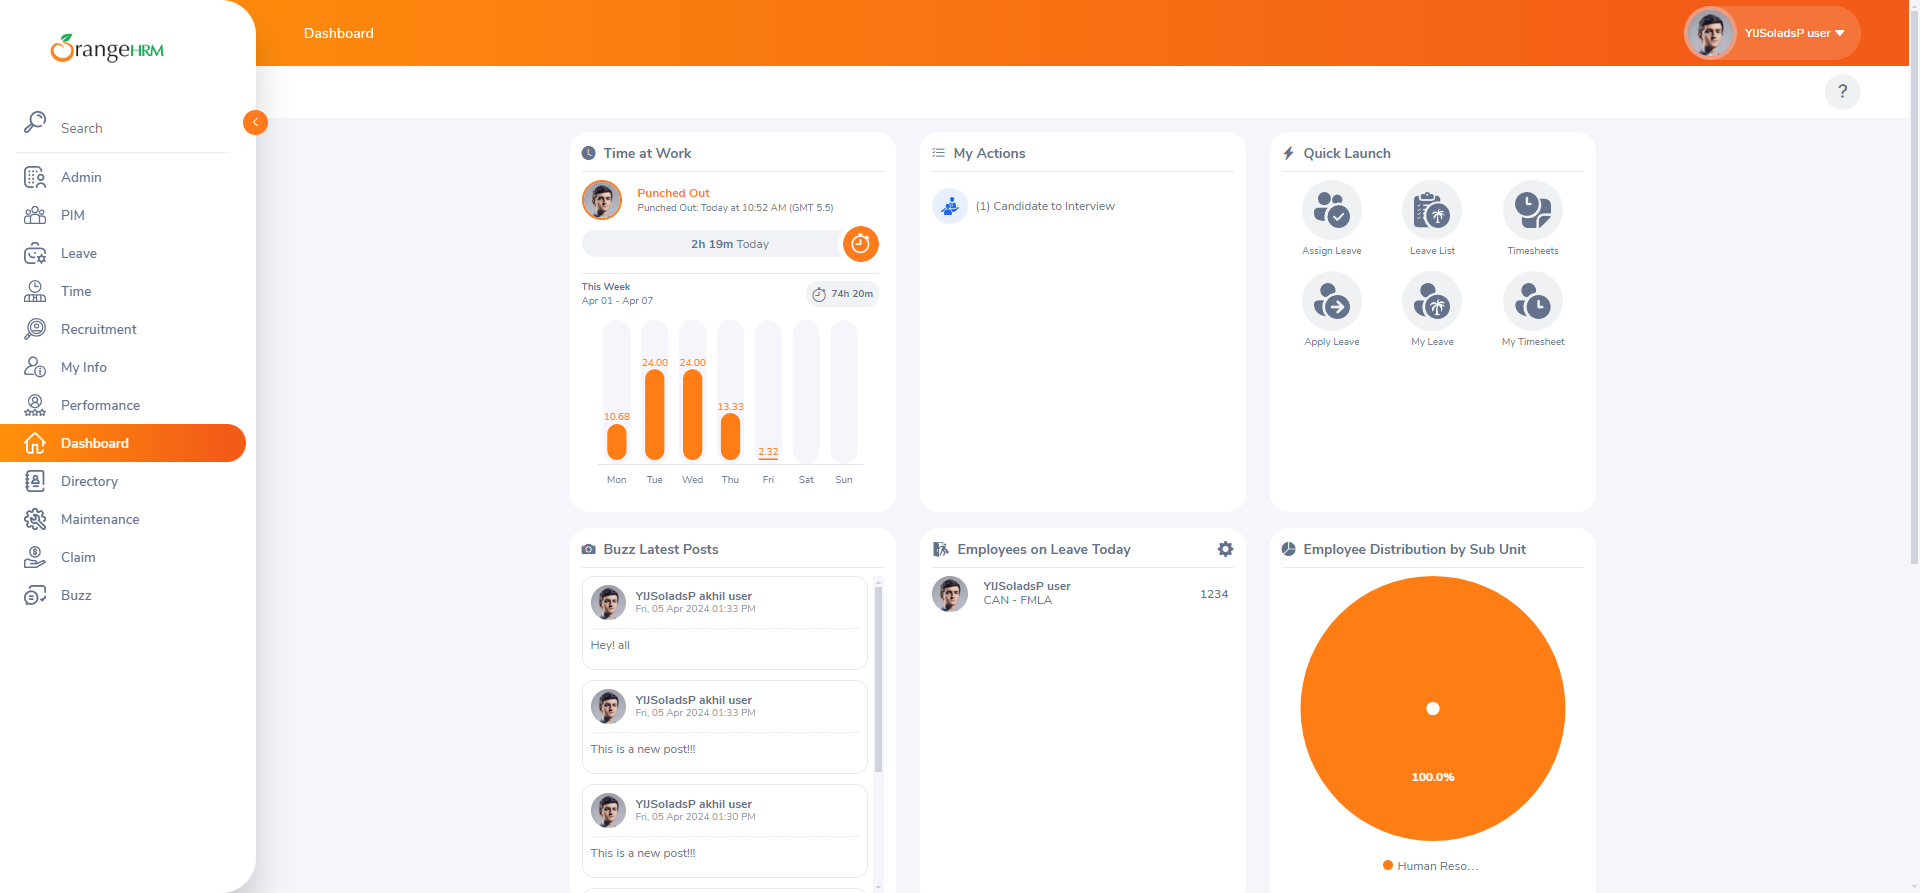 OrangeHRM
Dashboard
YIJSoladsP user
?
Search
Admin
PIM
Leave
Time
Recruitment
My Info
Performance
Dashboard
Directory
Maintenance
Claim
Buzz
Time at Work
Punched Out
Punched Out: Today at 10:52 AM (GMT 5.5)
2h 19m Today
This Week
Apr 01 - Apr 07
74h 20m
10.68
24.00
24.00
13.33
2.32
Mon Tue Wed Thu Fri Sat Sun
My Actions
(1) Candidate to Interview
Quick Launch
Assign Leave
Leave List
Timesheets
Apply Leave
My Leave
My Timesheet
Buzz Latest Posts
YIJSoladsP akhil user
Fri, 05 Apr 2024 01:33 PM
Hey! all
YIJSoladsP akhil user
Fri, 05 Apr 2024 01:33 PM
This is a new post!!!
YIJSoladsP akhil user
Fri, 05 Apr 2024 01:30 PM
This is a new post!!!
Employees on Leave Today
YIJSoladsP user
CAN - FMLA
1234
Employee Distribution by Sub Unit
100.0%
Human Reso...